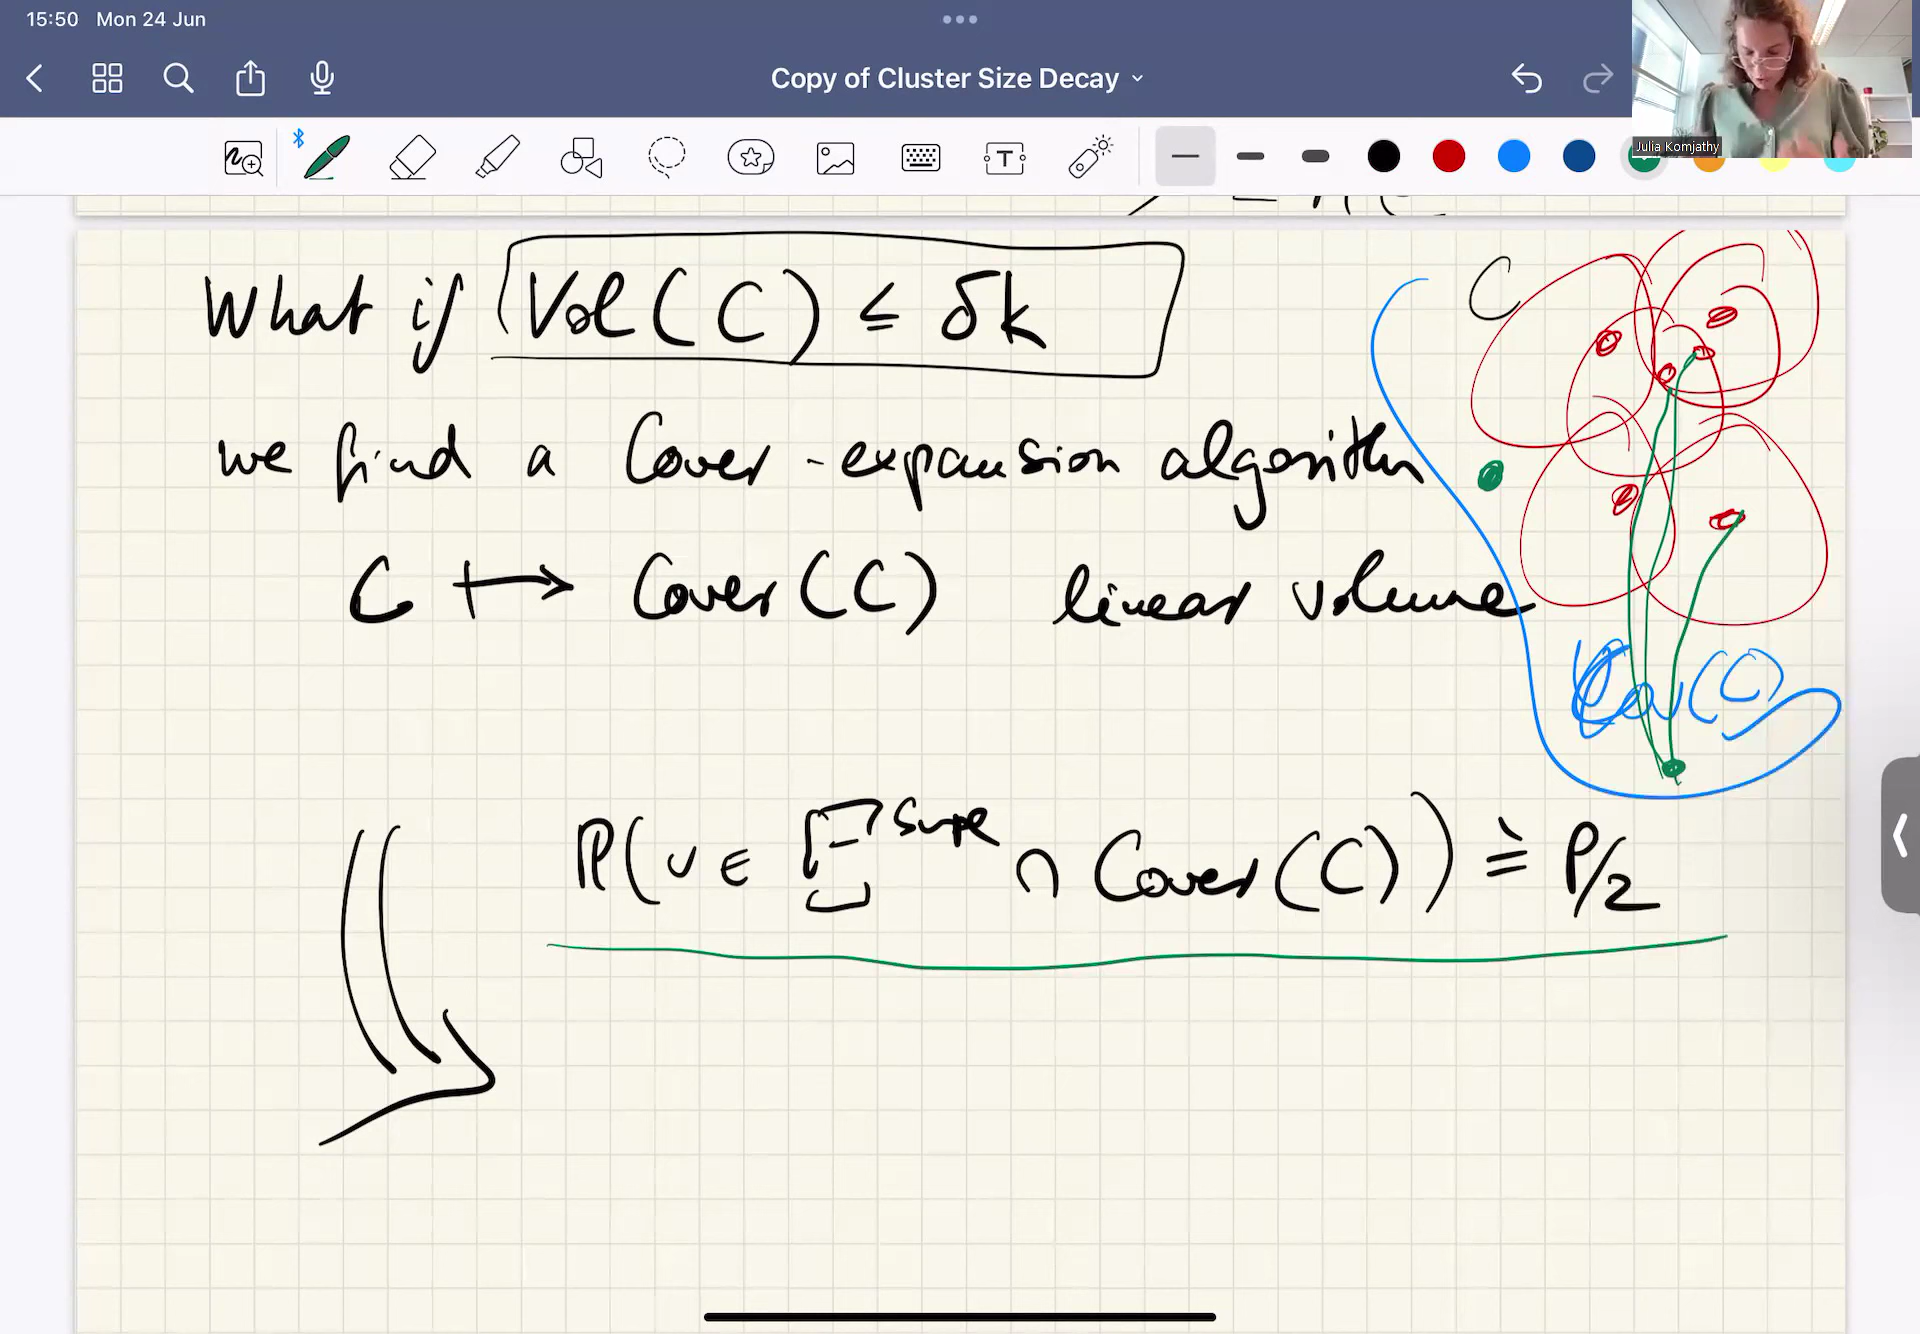 15:50 Mon 24 Jun
Copy of Cluster Size Decay
Julia Komjathy
What if Vol(C) ≤ δk
C
we find a Cover-expansion algorithm
C ↦ Cover(C) linear volume
Cov(C)
ℙ(v ∈ ∩ Cover(C)) ≥ P/2